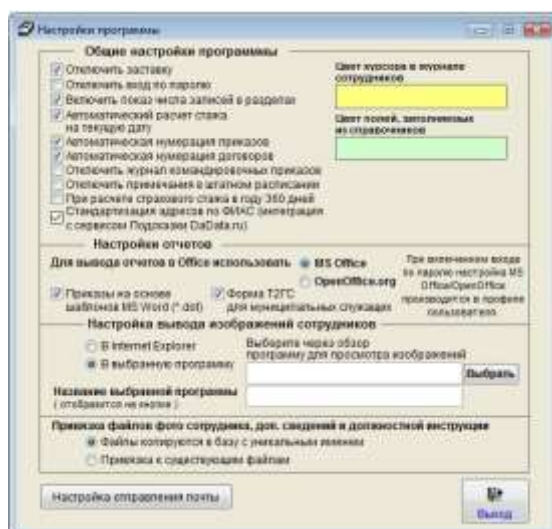 Настройки программы
Общие настройки программы
Отключить заставку
Отключить вход по паролю
Включить показ числа записей в разделах
Автоматический расчет стажа
на текущую дату
Автоматическая нумерация приказов
Автоматическая нумерация договоров
Отключить журнал командировочных приказов
Отключить примечания в штатном расписании
При расчете страхового стажа в году 360 дней
Стандартизация адресов по ФИАС (интеграция
с сервисом Подсказки DaData.ru)
Цвет курсора в журнале
сотрудников
Цвет полей, заполняемых
из справочников
Настройки отчетов
Для вывода отчетов в Office использовать
MS Office
OpenOffice.org
При включенном входе
по паролю настройка MS
Office/OpenOffice
производится в профиле
пользователя
Приказы на основе
шаблонов MS Word (*.dot)
Форма Т2ГС
для муниципальных служащих
Настройка вывода изображений сотрудников
В Internet Explorer
В выбранную программу
Выберите через обзор
программу для просмотра изображений
Выбрать
Название выбранной программы
( отобразится на кнопке )
Привязка файлов фото сотрудника, доп. сведений и должностной инструкции
Файлы копируются в базу с уникальным именем
Привязка к существующим файлам
Настройка отправления почты
Выход